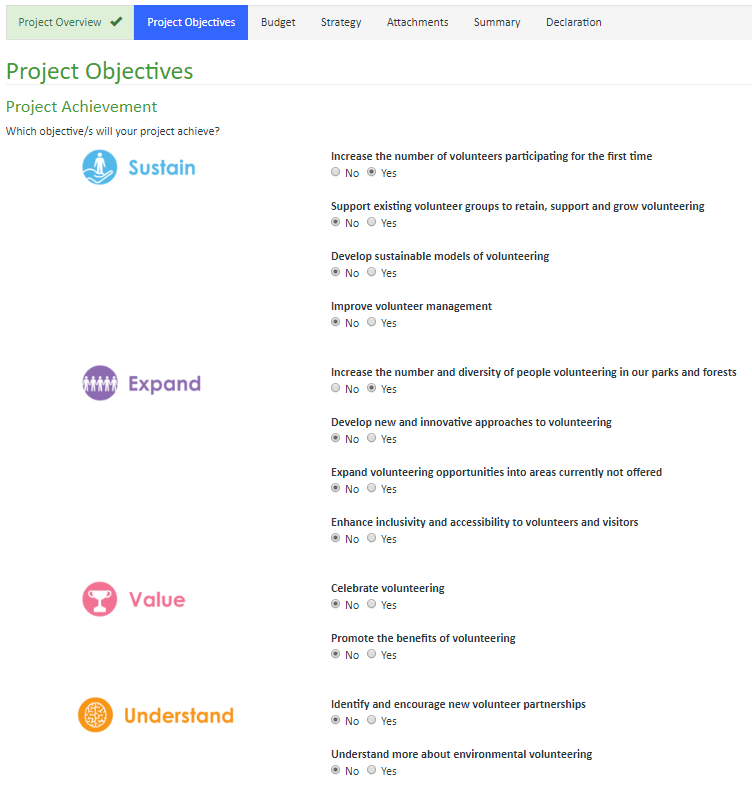 Project Overview Project Objectives Budget Strategy Attachments Summary Declaration
Project Objectives
Project Achievement
Which objective/s will your project achieve?
Sustain
Increase the number of volunteers participating for the first time
No Yes
Support existing volunteer groups to retain, support and grow volunteering
No Yes
Develop sustainable models of volunteering
No Yes
Improve volunteer management
No Yes
Expand
Increase the number and diversity of people volunteering in our parks and forests
No Yes
Develop new and innovative approaches to volunteering
No Yes
Expand volunteering opportunities into areas currently not offered
No Yes
Enhance inclusivity and accessibility to volunteers and visitors
No Yes
Value
Celebrate volunteering
No Yes
Promote the benefits of volunteering
No Yes
Understand
Identify and encourage new volunteer partnerships
No Yes
Understand more about environmental volunteering
No Yes